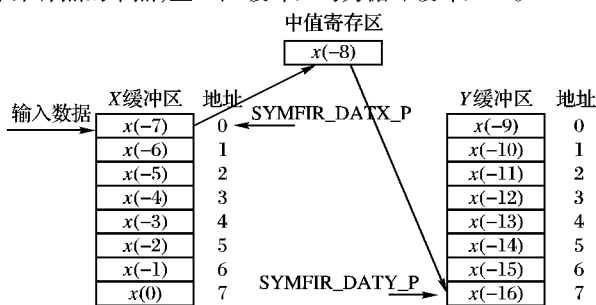 中值寄存区
x(−8)
X缓冲区 地址
输入数据
x(−7) 0 SYMFIR_DATX_P
x(−6) 1
x(−5) 2
x(−4) 3
x(−3) 4
x(−2) 5
x(−1) 6
x(0) 7
Y缓冲区 地址
x(−9) 0
x(−10) 1
x(−11) 2
x(−12) 3
x(−13) 4
x(−14) 5
x(−15) 6
SYMFIR_DATY_P x(−16) 7